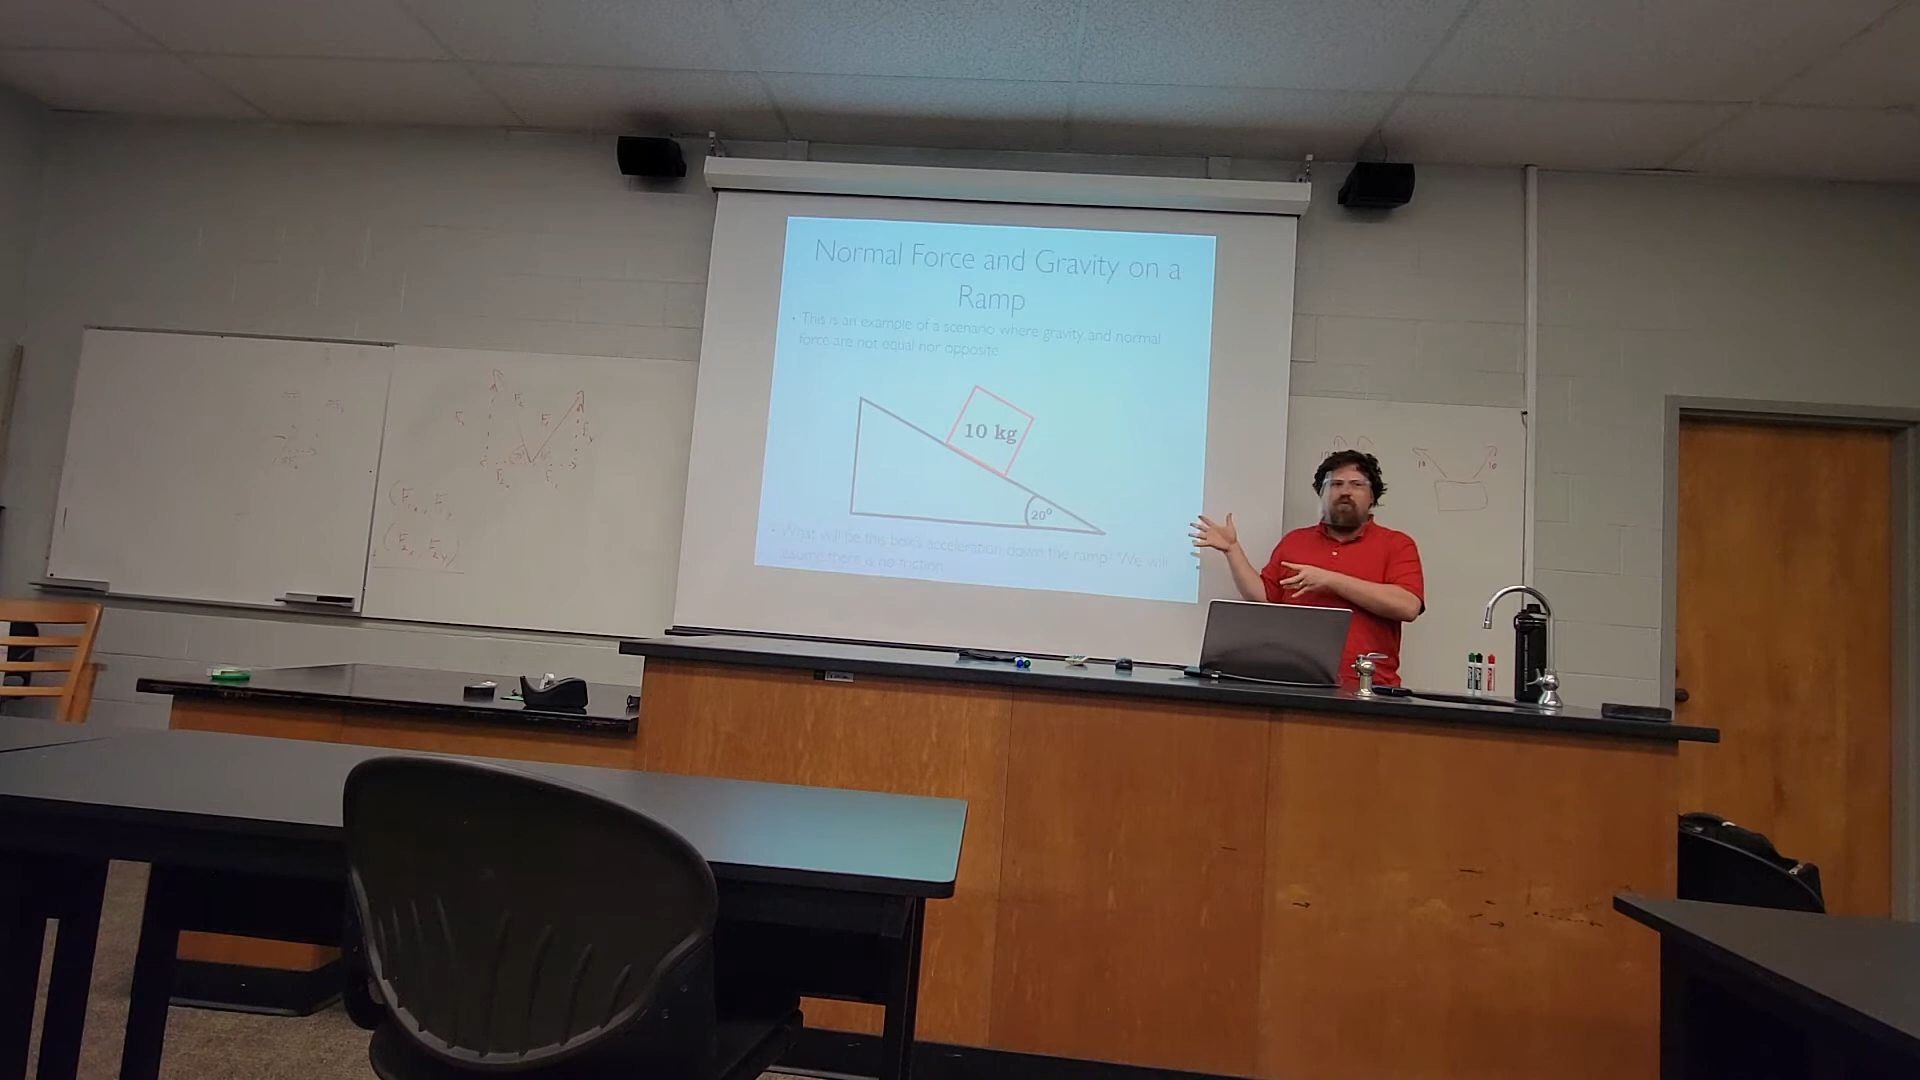 Normal Force and Gravity on a
Ramp
• This is an example of a scenario where gravity and normal
force are not equal nor opposite.
10 kg
20⁰
• What will be this box's acceleration down the ramp? We will
assume there is no friction.